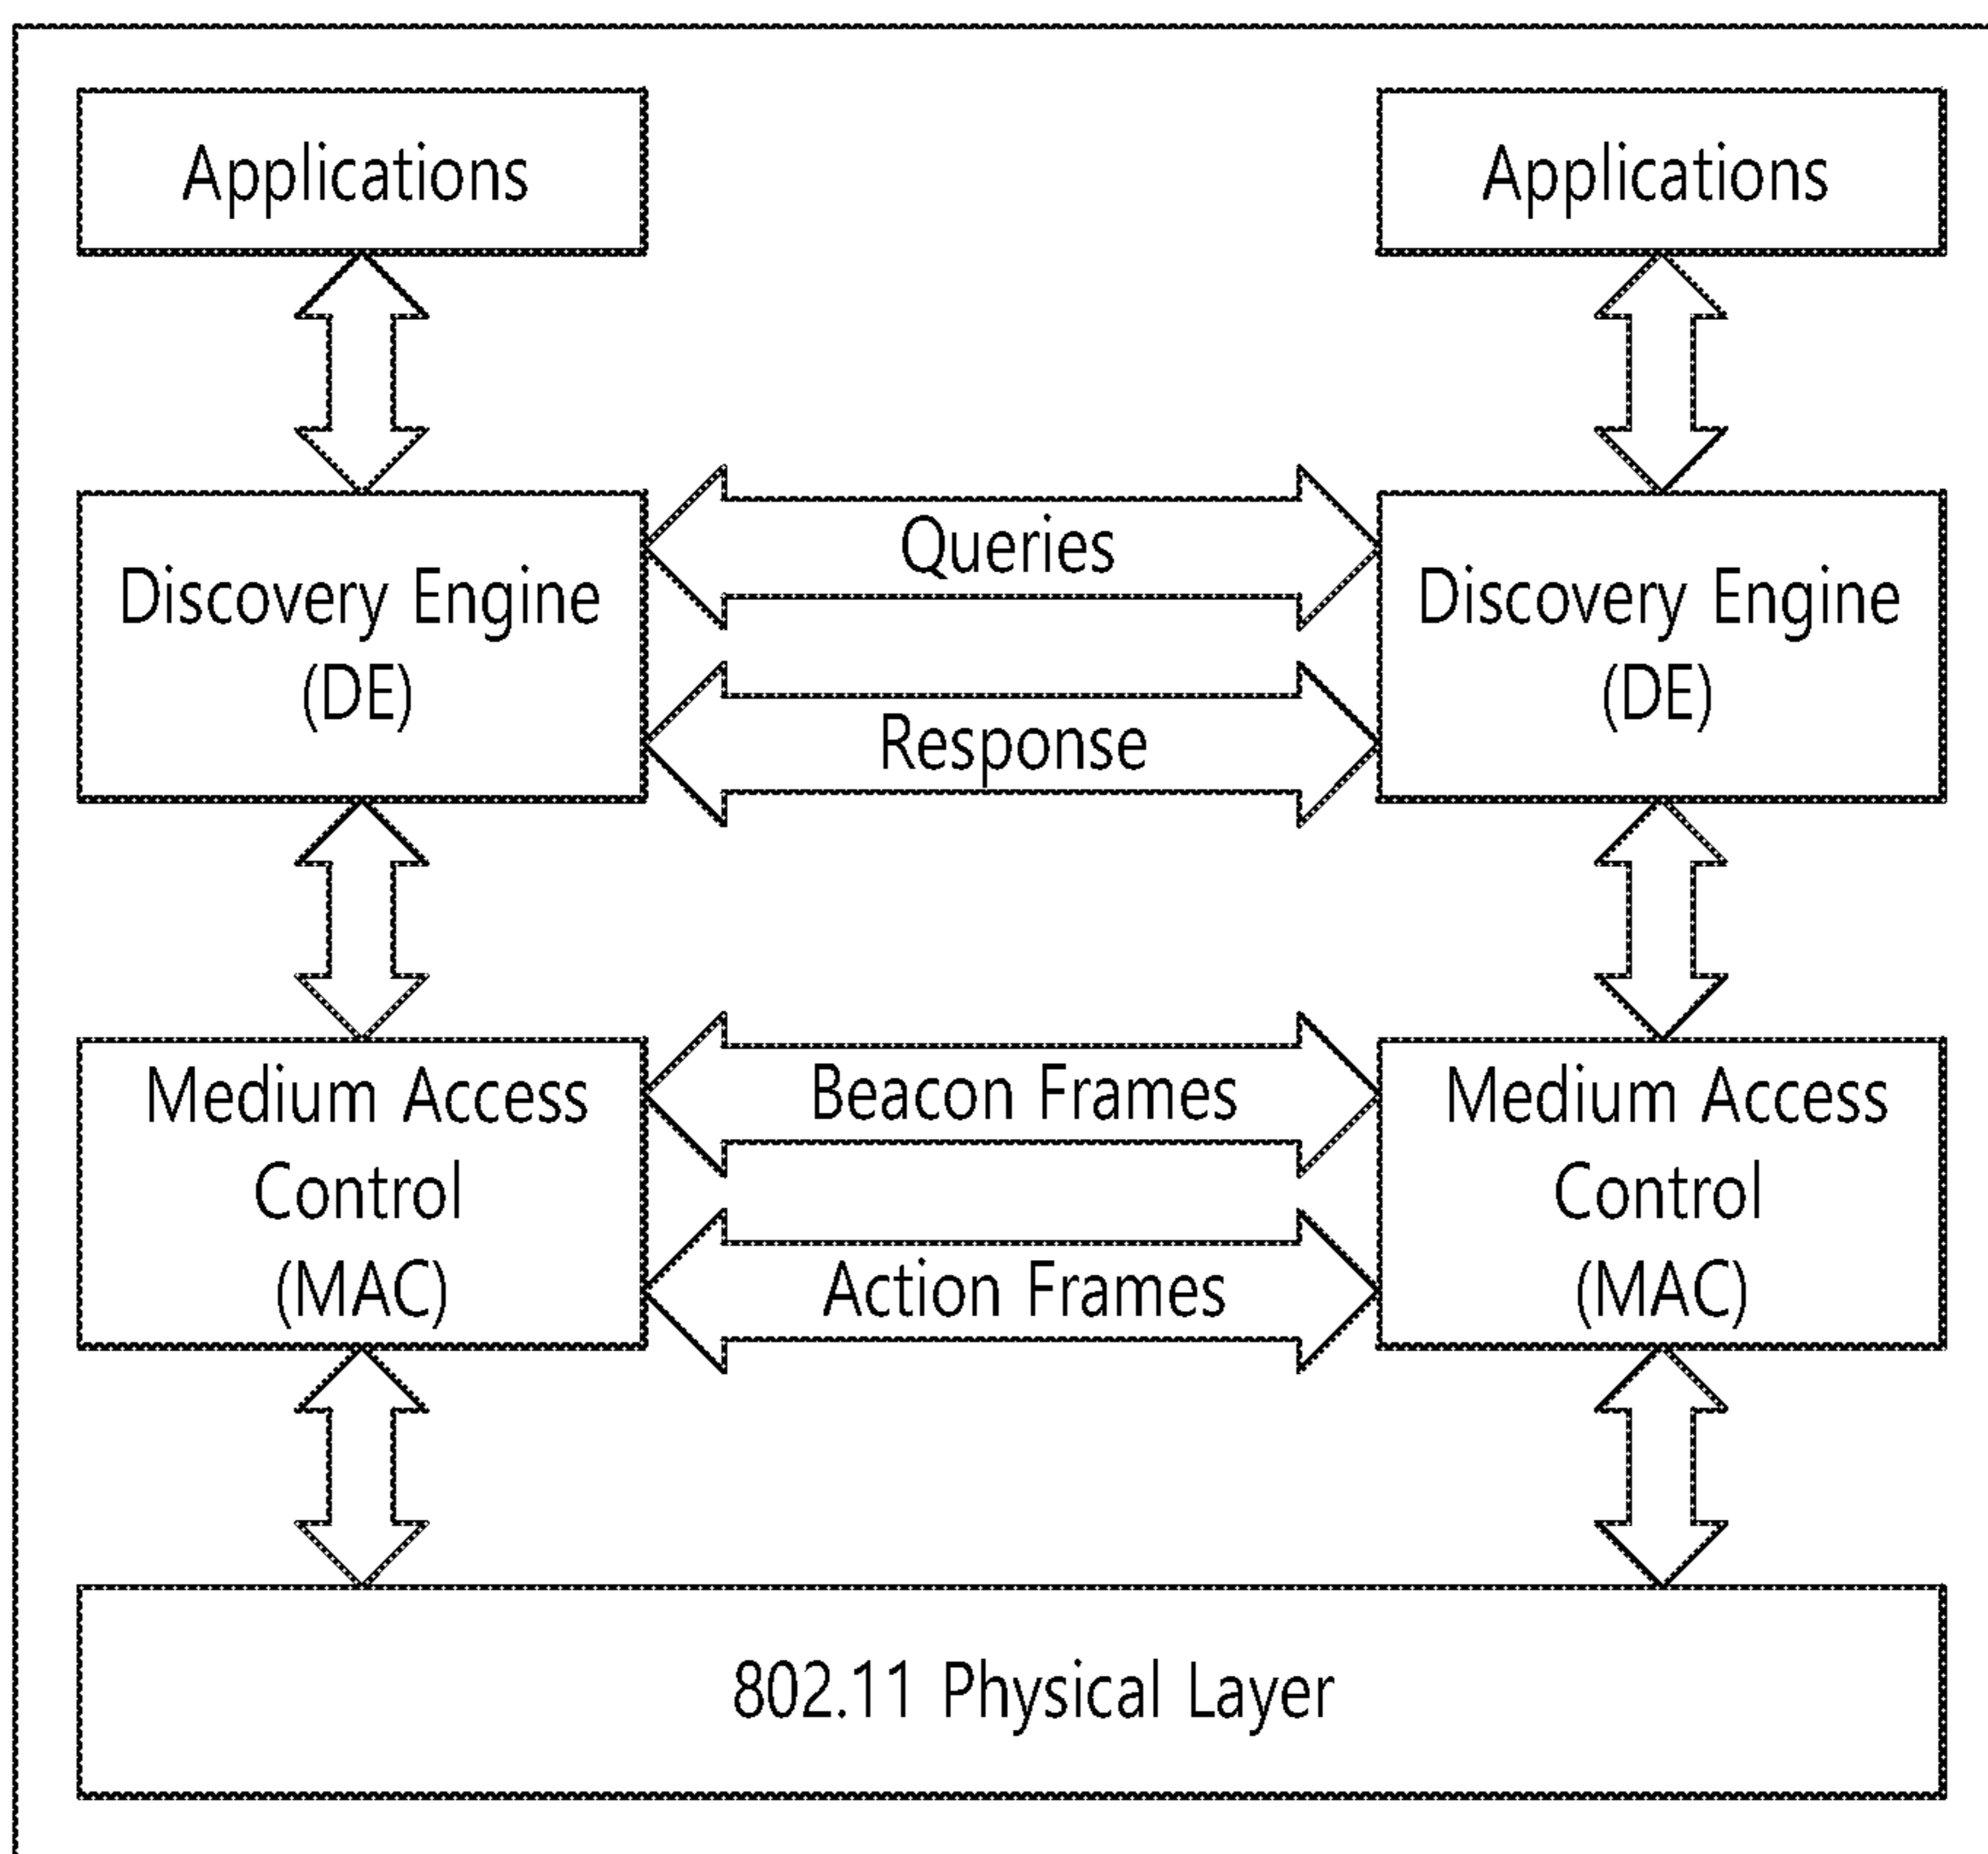 Applications
Applications
Discovery Engine
(DE)
Queries
Response
Discovery Engine
(DE)
Medium Access
Control
(MAC)
Beacon Frames
Action Frames
Medium Access
Control
(MAC)
802.11 Physical Layer